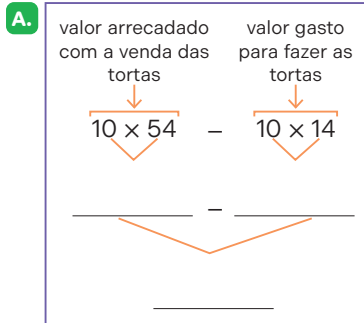 A.
valor arrecadado
com a venda das
tortas
valor gasto
para fazer as
tortas
10 × 54 – 10 × 14
–